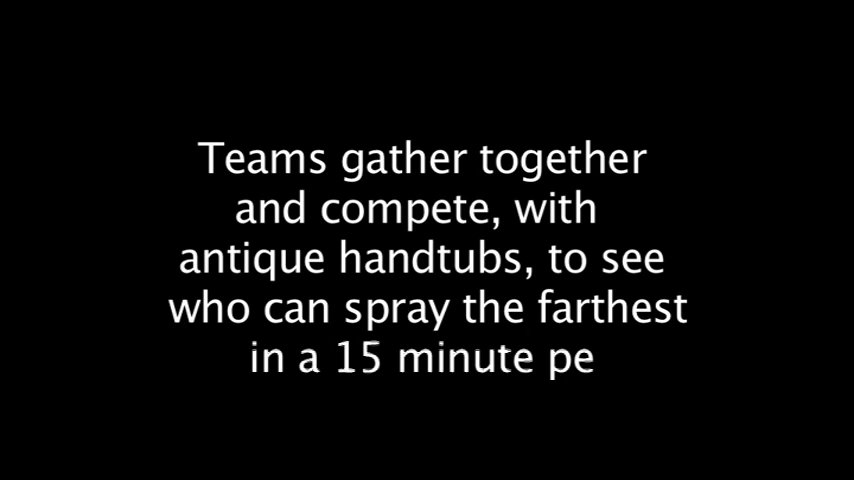 Teams gather together
and compete, with
antique handtubs, to see
who can spray the farthest
in a 15 minute pe